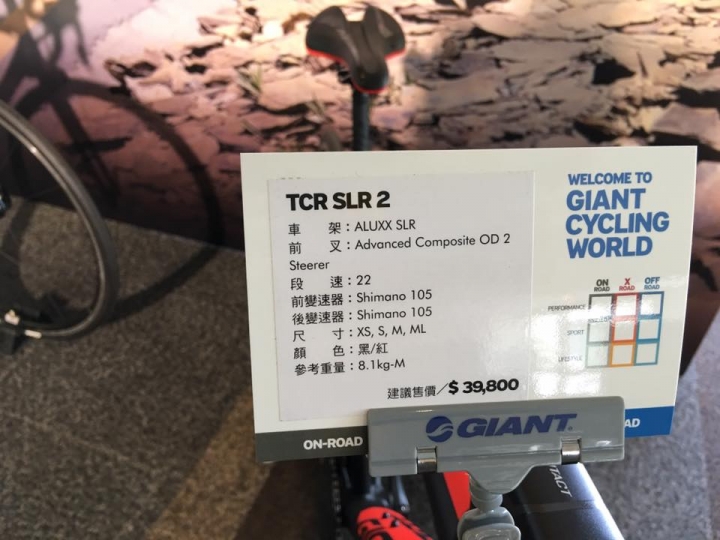 TCR SLR 2
車 架：ALUXX SLR
前 叉：Advanced Composite OD 2
Steerer
段 速：22
前變速器：Shimano 105
後變速器：Shimano 105
尺 寸：XS, S, M, ML
顏 色：黑/紅
參考重量：8.1kg-M
建議售價／$ 39,800
WELCOME TO
GIANT
CYCLING
WORLD
ON ROAD
X ROAD
OFF ROAD
PERFORMANCE
SPORT
LIFESTYLE
ON-ROAD
GIANT